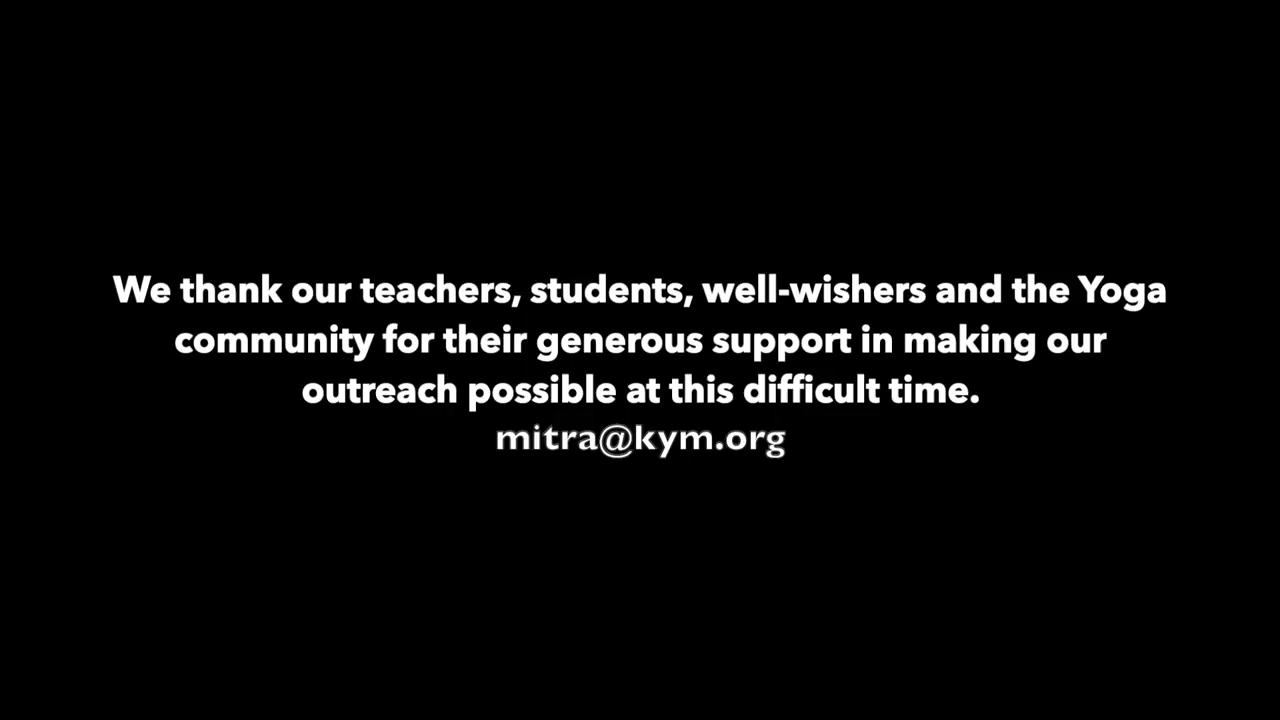 We thank our teachers, students, well-wishers and the Yoga
community for their generous support in making our
outreach possible at this difficult time.
mitra@kym.org